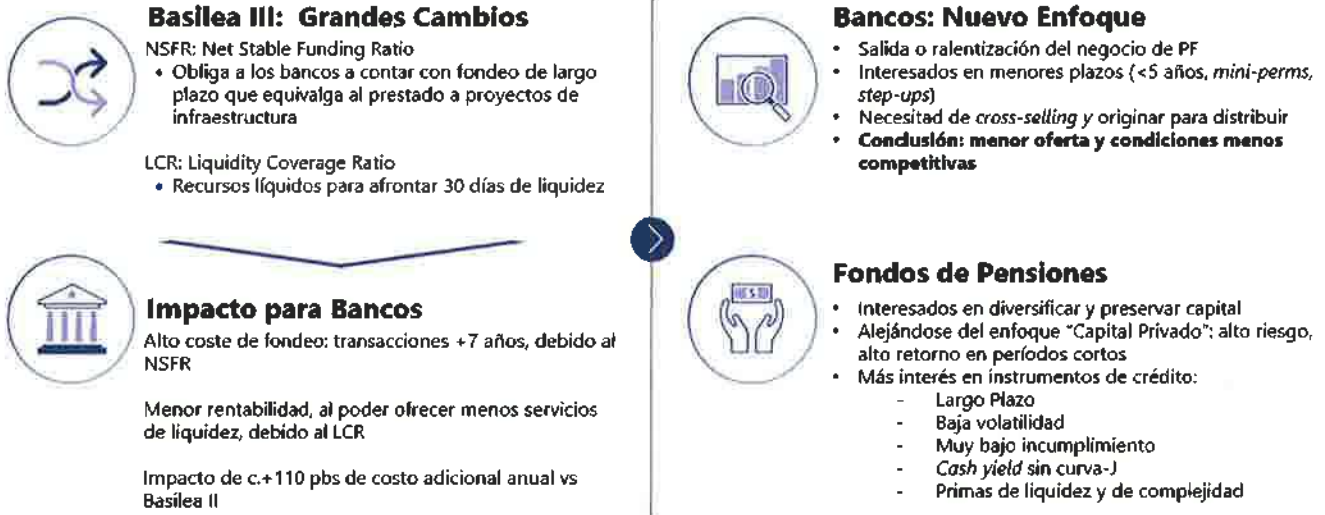 Basilea III: Grandes Cambios
NSFR: Net Stable Funding Ratio
• Obliga a los bancos a contar con fondeo de largo
plazo que equivalga al prestado a proyectos de
infraestructura
LCR: Liquidity Coverage Ratio
• Recursos líquidos para afrontar 30 días de liquidez
Impacto para Bancos
Alto coste de fondeo: transacciones +7 años, debido al
NSFR
Menor rentabilidad, al poder ofrecer menos servicios
de liquidez, debido al LCR
Impacto de c.+110 pbs de costo adicional anual vs
Basilea II
Bancos: Nuevo Enfoque
• Salida o ralentización del negocio de PF
• Interesados en menores plazos (<5 años, mini-perms,
step-ups)
• Necesitad de cross-selling y originar para distribuir
• Conclusión: menor oferta y condiciones menos
competitivas
Fondos de Pensiones
• Interesados en diversificar y preservar capital
• Alejándose del enfoque "Capital Privado": alto riesgo,
alto retorno en períodos cortos
• Más interés en instrumentos de crédito:
- Largo Plazo
- Baja volatilidad
- Muy bajo incumplimiento
- Cash yield sin curva-J
- Primas de liquidez y de complejidad